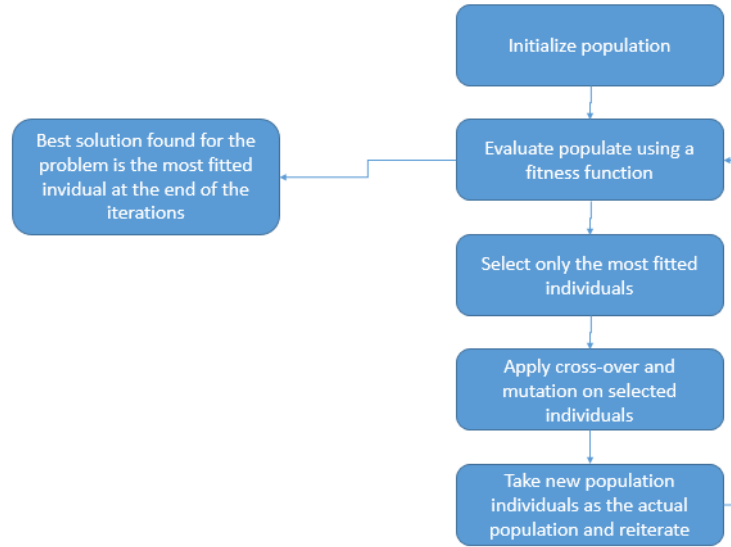 Initialize population
Best solution found for the
problem is the most fitted
invidual at the end of the
iterations
Evaluate populate using a
fitness function
Select only the most fitted
individuals
Apply cross-over and
mutation on selected
individuals
Take new population
individuals as the actual
population and reiterate